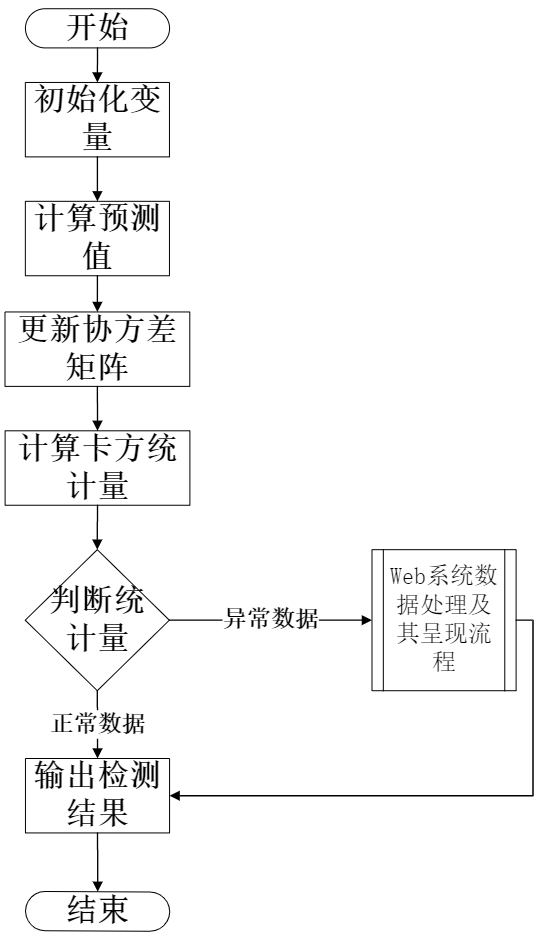 开始
初始化变
量
计算预测
值
更新协方差
矩阵
计算卡方统
计量
判断统
计量
异常数据
Web系统数
据处理及
其呈现流
程
正常数据
输出检测
结果
结束